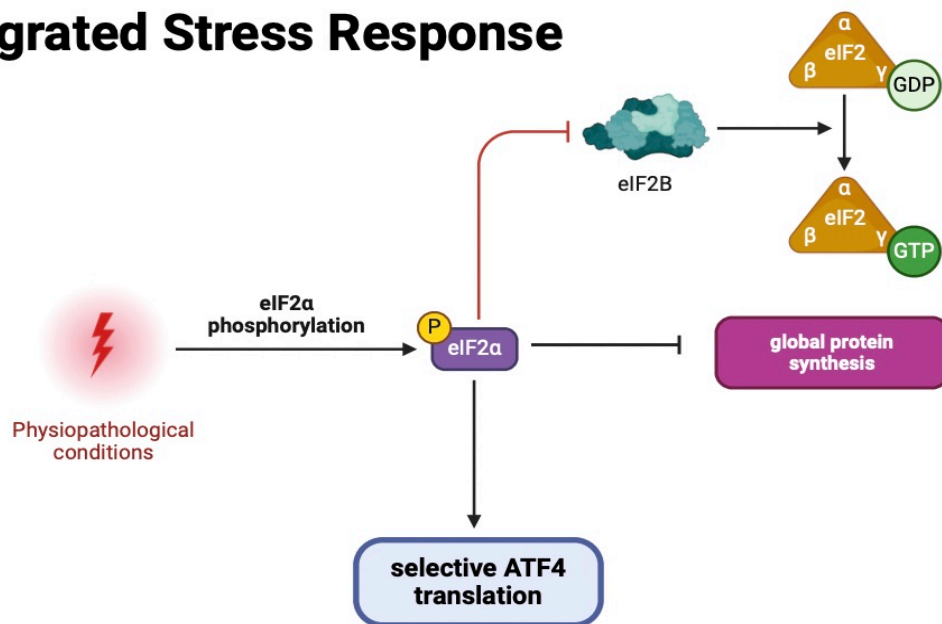 grated Stress Response
α
eIF2
β γ
GDP
eIF2B
α
eIF2
β γ
GTP
eIF2α
phosphorylation
P
eIF2α
global protein
synthesis
Physiopathological
conditions
selective ATF4
translation